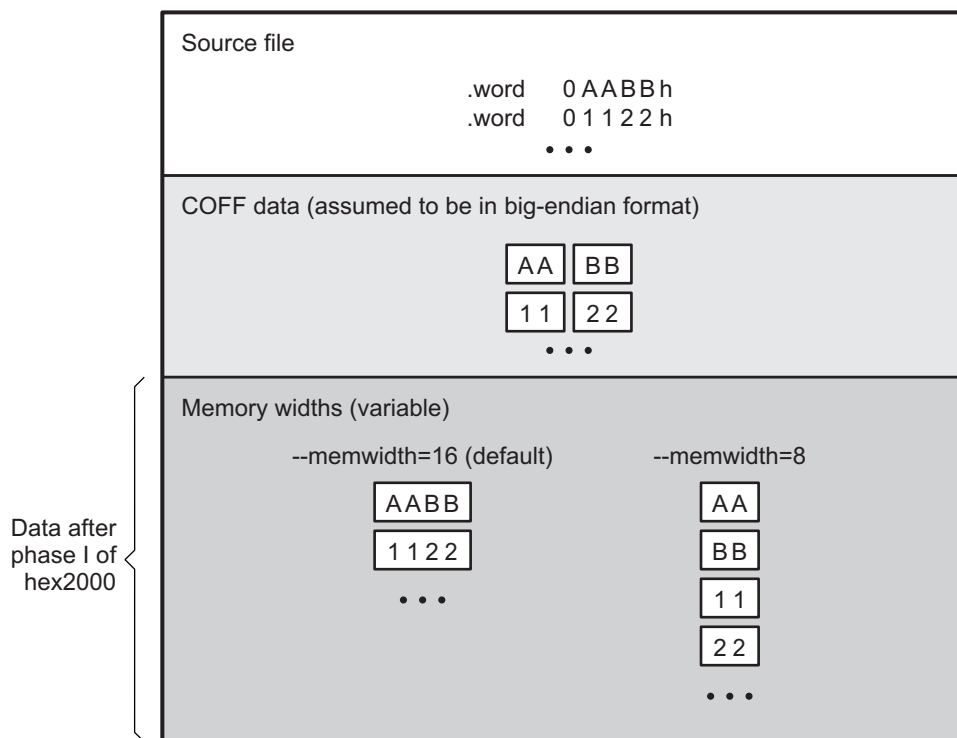 Source file
.word 0AABBh
.word 01122h
• • •
COFF data (assumed to be in big-endian format)
AA BB
11 22
• • •
Memory widths (variable)
--memwidth=16 (default) --memwidth=8
AABB AA
1122 BB
• • • 11
22
• • •
Data after
phase I of
hex2000